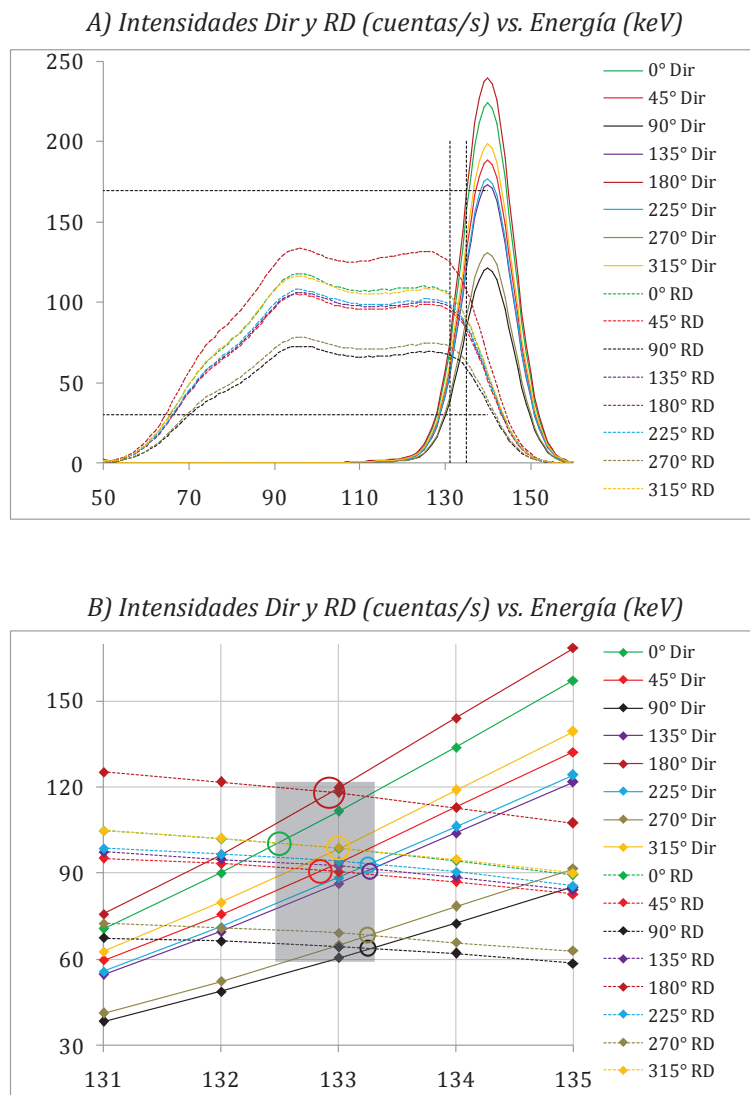 A) Intensidades Dir y RD (cuentas/s) vs. Energía (keV)
250
200
150
100
50
0
50 70 90 110 130 150
0° Dir
45° Dir
90° Dir
135° Dir
180° Dir
225° Dir
270° Dir
315° Dir
0° RD
45° RD
90° RD
135° RD
180° RD
225° RD
270° RD
315° RD
B) Intensidades Dir y RD (cuentas/s) vs. Energía (keV)
150
120
90
60
30
131 132 133 134 135
0° Dir
45° Dir
90° Dir
135° Dir
180° Dir
225° Dir
270° Dir
315° Dir
0° RD
45° RD
90° RD
135° RD
180° RD
225° RD
270° RD
315° RD